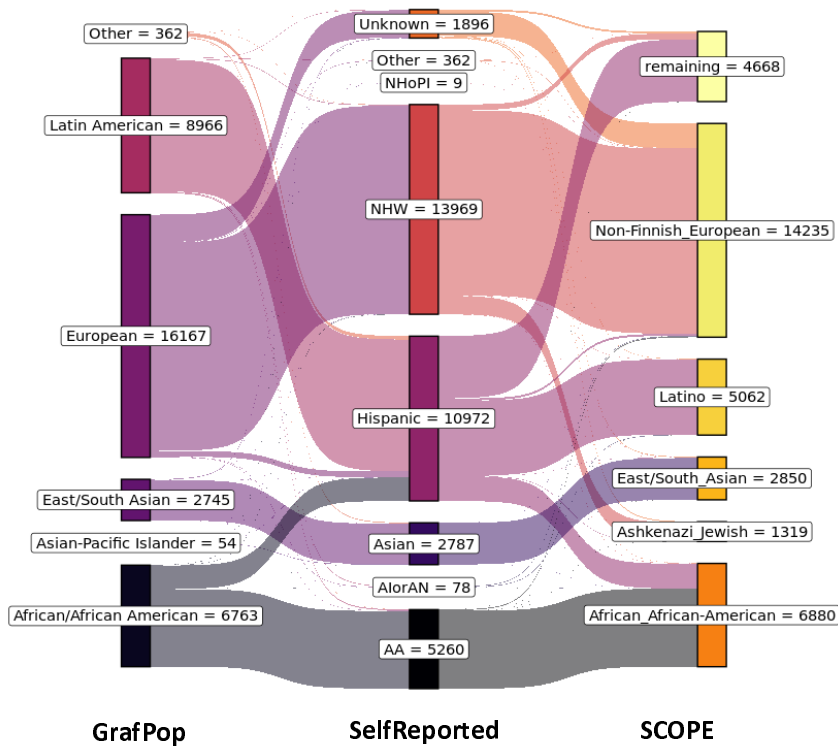 Other = 362
Latin American = 8966
European = 16167
East/South Asian = 2745
Asian-Pacific Islander = 54
African/African American = 6763
GrafPop
Unknown = 1896
Other = 362
NHoPI = 9
NHW = 13969
Hispanic = 10972
Asian = 2787
AIorAN = 78
AA = 5260
SelfReported
remaining = 4668
Non-Finnish_European = 14235
Latino = 5062
East/South_Asian = 2850
Ashkenazi_Jewish = 1319
African_African-American = 6880
SCOPE